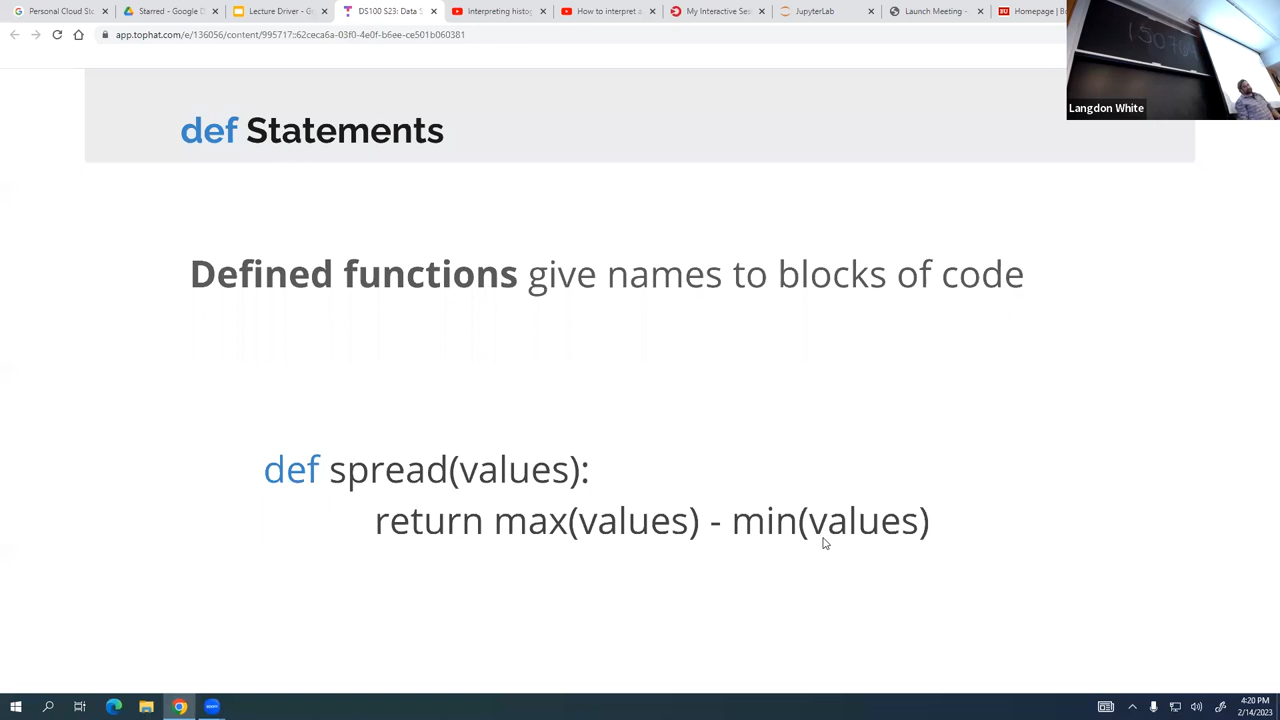 Personal Cloud Sto
Starred - Google D
Lecture Driver - G
DS100 S23: Data S
Interpreting histog
How to interpret a
My Interactive Ses
JupyterLab
Launch Meeting -
Homepage | Bo
app.tophat.com/e/136056/content/995717::62ceca6a-03f0-4e0f-b6ee-ce501b060381
Langdon White
def Statements
Defined functions give names to blocks of code
def spread(values):
return max(values) - min(values)
4:20 PM
2/14/2023